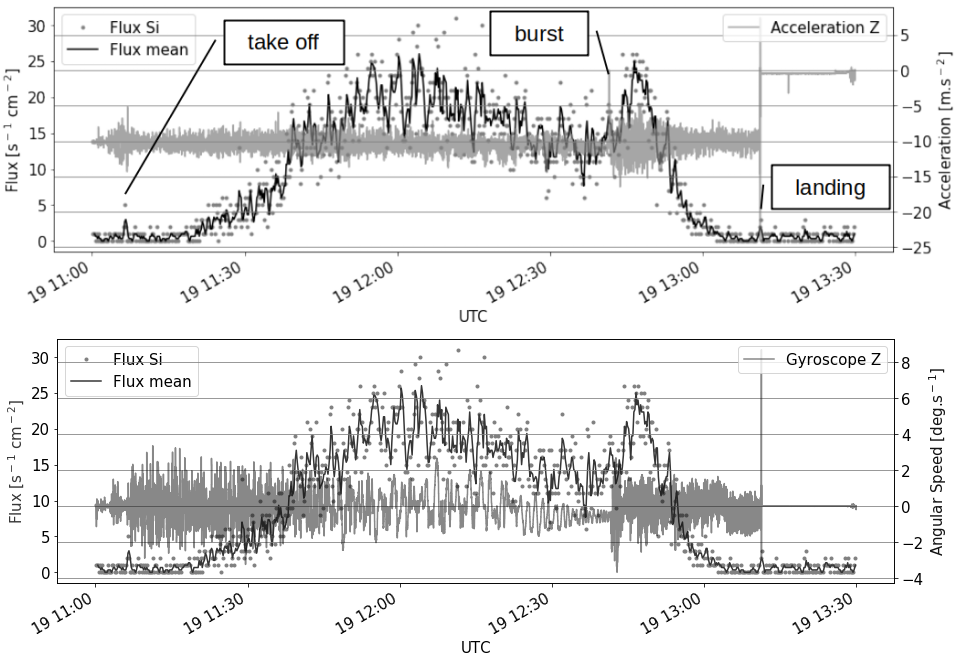 Flux Si
Flux mean
take off
burst
Acceleration Z
landing
30
25
20
15
10
5
0
Flux [s⁻¹ cm⁻²]
5
0
−5
−10
−15
−20
−25
Acceleration [m.s⁻²]
19 11:00
19 11:30
19 12:00
19 12:30
19 13:00
19 13:30
UTC
Flux Si
Flux mean
Gyroscope Z
30
25
20
15
10
5
0
Flux [s⁻¹ cm⁻²]
8
6
4
2
0
−2
−4
Angular Speed [deg.s⁻¹]
19 11:00
19 11:30
19 12:00
19 12:30
19 13:00
19 13:30
UTC